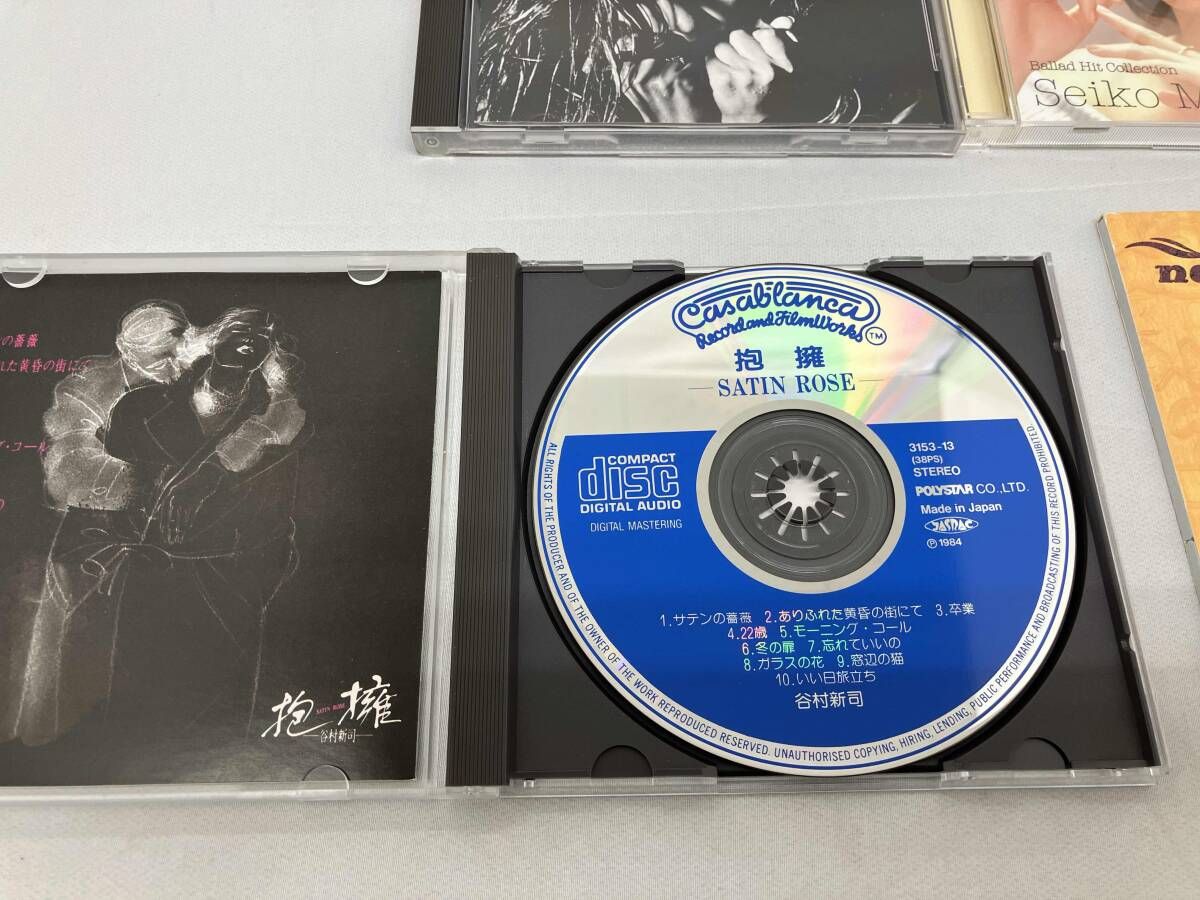 Ballad Hit Collection
Seiko M
の薔薇
れた黄昏の街にて
グ・コール
抱擁
SATIN ROSE
谷村新司
Casablanca
Record and FilmWorks
TM
抱擁
SATIN ROSE
COMPACT
disc
DIGITAL AUDIO
DIGITAL MASTERING
3153-13
(38PS)
STEREO
POLYSTAR CO.,LTD.
Made in Japan
JASRAC
Ⓟ1984
1.サテンの薔薇 2.ありふれた黄昏の街にて 3.卒業
4.22歳 5.モーニング・コール
6.冬の扉 7.忘れていいの
8.ガラスの花 9.窓辺の猫
10.いい日旅立ち
谷村新司
ALL RIGHTS OF THE PRODUCER AND OF THE OWNER OF THE WORK REPRODUCED RESERVED. UNAUTHORISED COPYING, HIRING, LENDING, PUBLIC PERFORMANCE AND BROADCASTING OF THIS RECORD PROHIBITED.